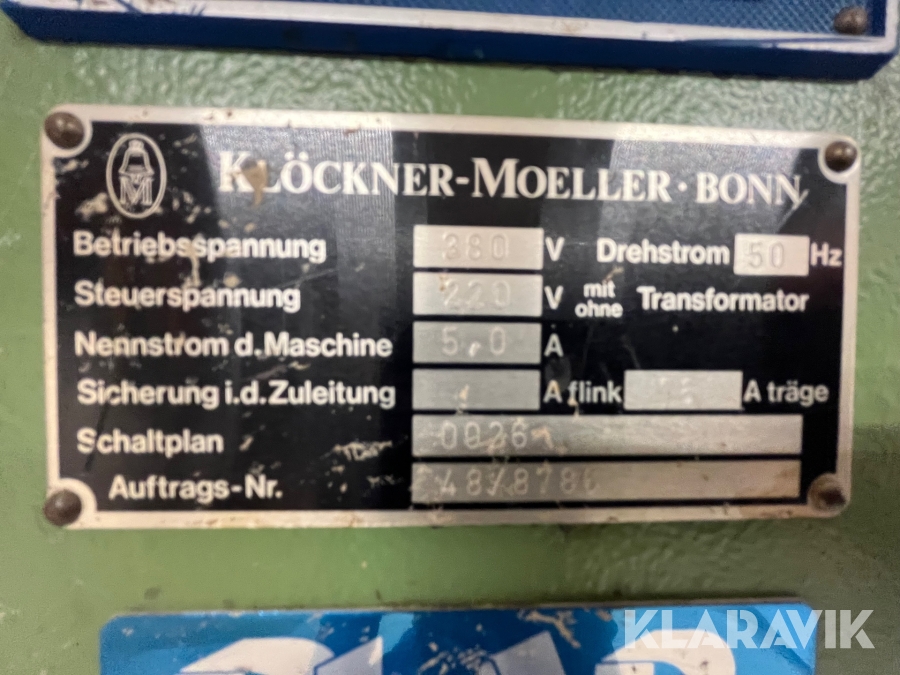 M
KLÖCKNER-MOELLER · BONN
Betriebsspannung 380 V Drehstrom 50 Hz
Steuerspannung 220 V mit ohne Transformator
Nennstrom d. Maschine 5,0 A
Sicherung i.d. Zuleitung A flink A träge
Schaltplan
Auftrags-Nr.
KLARAVIK